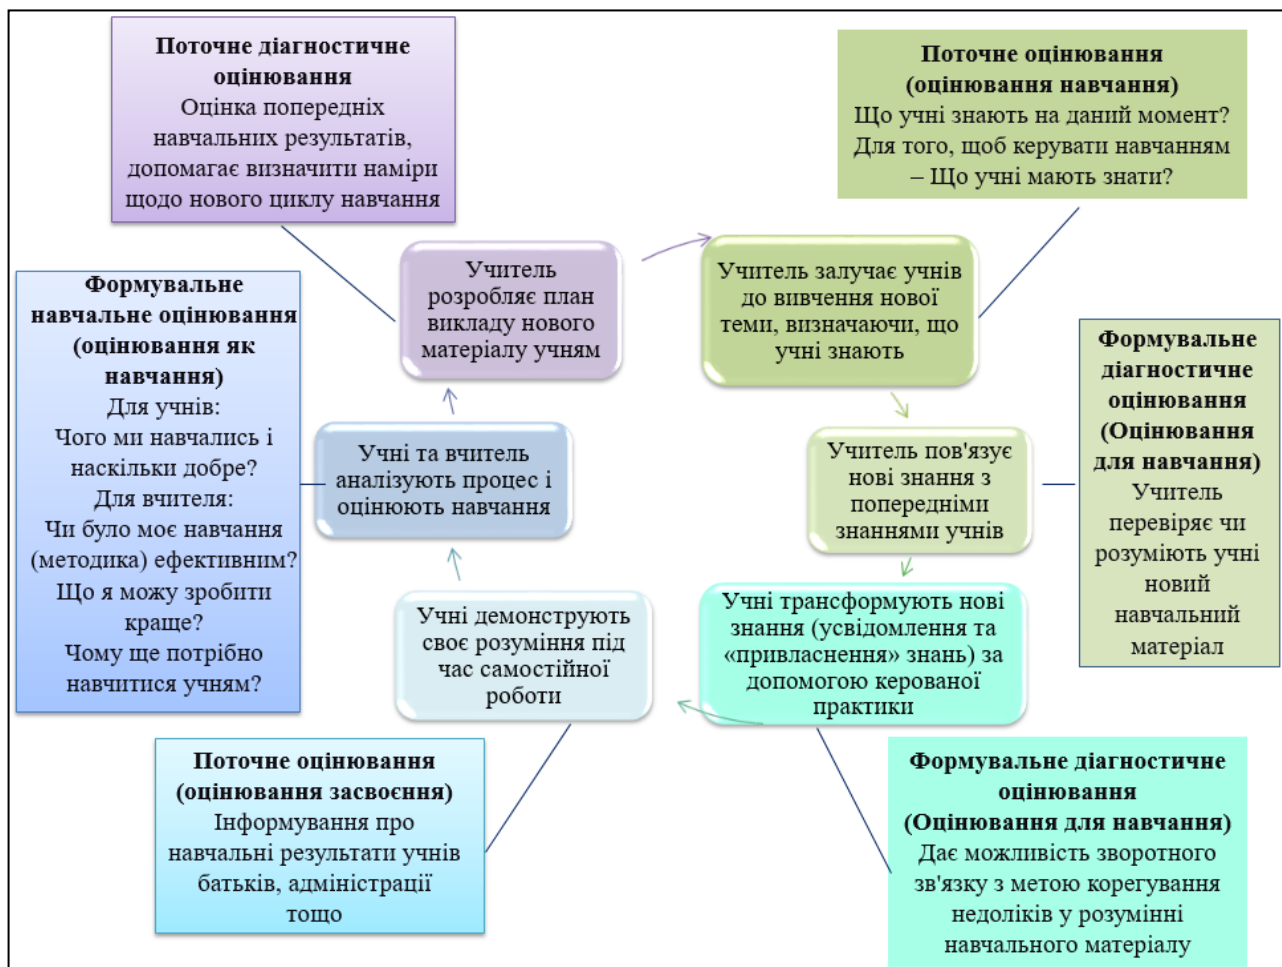 Поточне діагностичне
оцінювання
Оцінка попередніх
навчальних результатів,
допомагає визначити наміри
щодо нового циклу навчання
Поточне оцінювання
(оцінювання навчання)
Що учні знають на даний момент?
Для того, щоб керувати навчанням
– Що учні мають знати?
Учитель
розробляє план
викладу нового
матеріалу учням
Учитель залучає учнів
до вивчення нової
теми, визначаючи, що
учні знають
Формувальне
навчальне оцінювання
(оцінювання як
навчання)
Для учнів:
Чого ми навчались і
наскільки добре?
Для вчителя:
Чи було моє навчання
(методика) ефективним?
Що я можу зробити
краще?
Чому ще потрібно
навчитися учням?
Учні та вчитель
аналізують процес і
оцінюють навчання
Учитель пов'язує
нові знання з
попередніми
знаннями учнів
Формувальне
діагностичне
оцінювання
(Оцінювання
для навчання)
Учитель
перевіряє чи
розуміють учні
новий
навчальний
матеріал
Учні демонструють
своє розуміння під
час самостійної
роботи
Учні трансформують нові
знання (усвідомлення та
«привласнення» знань) за
допомогою керованої
практики
Поточне оцінювання
(оцінювання засвоєння)
Інформування про
навчальні результати учнів
батьків, адміністрації
тощо
Формувальне діагностичне
оцінювання
(Оцінювання для навчання)
Дає можливість зворотного
зв'язку з метою корегування
недоліків у розумінні
навчального матеріалу